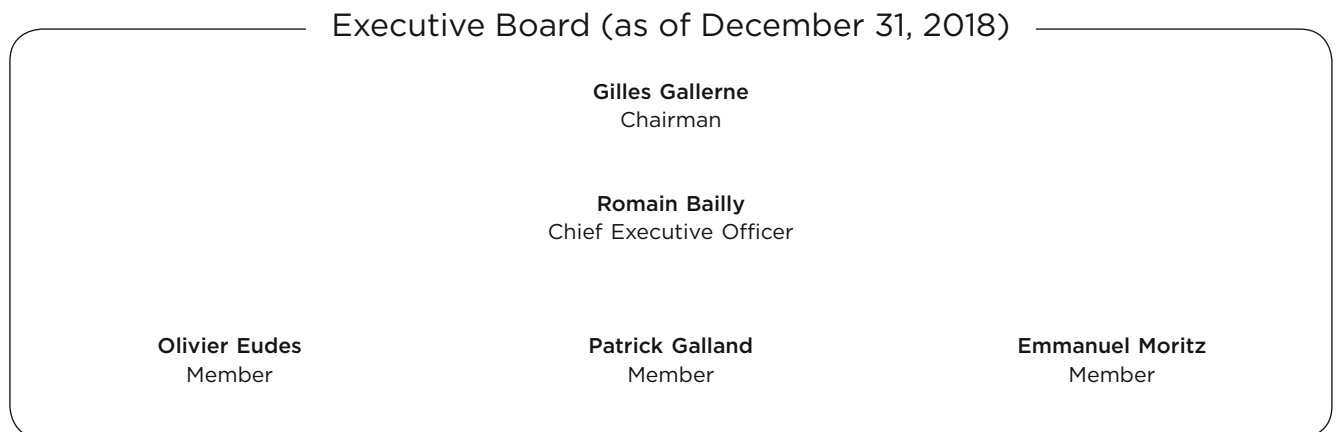 Executive Board (as of December 31, 2018)
Gilles Gallerne
Chairman
Romain Bailly
Chief Executive Officer
Olivier Eudes
Member
Patrick Galland
Member
Emmanuel Moritz
Member